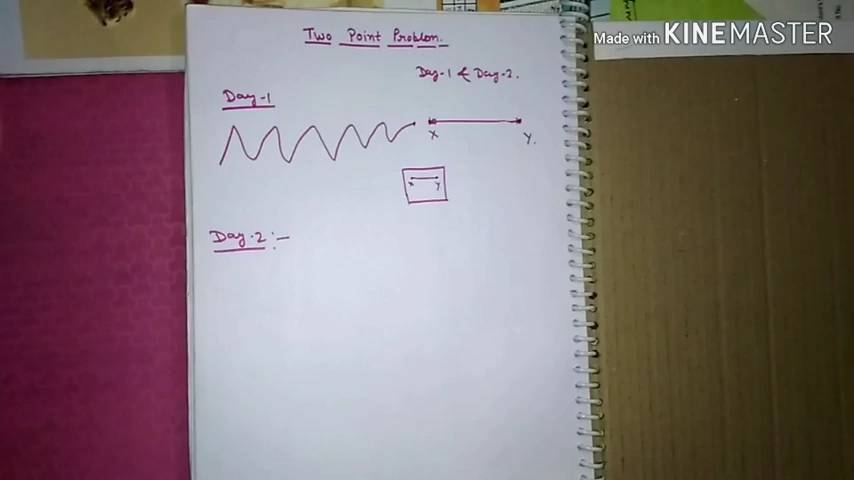 Two Point Problem.
Made with KINEMASTER
Day-1 & Day-2.
Day-1
X
Y.
x y
Day-2:-